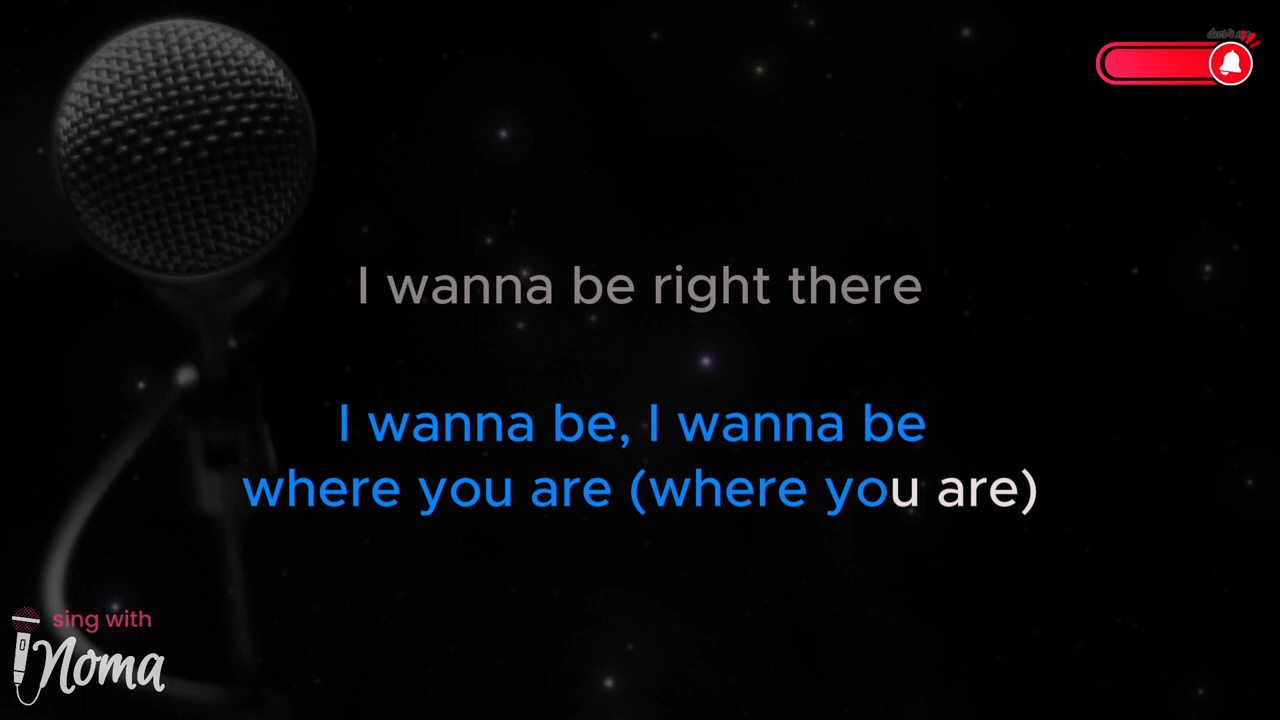 I wanna be right there
I wanna be, I wanna be
where you are (where you are)
sing with
Noma